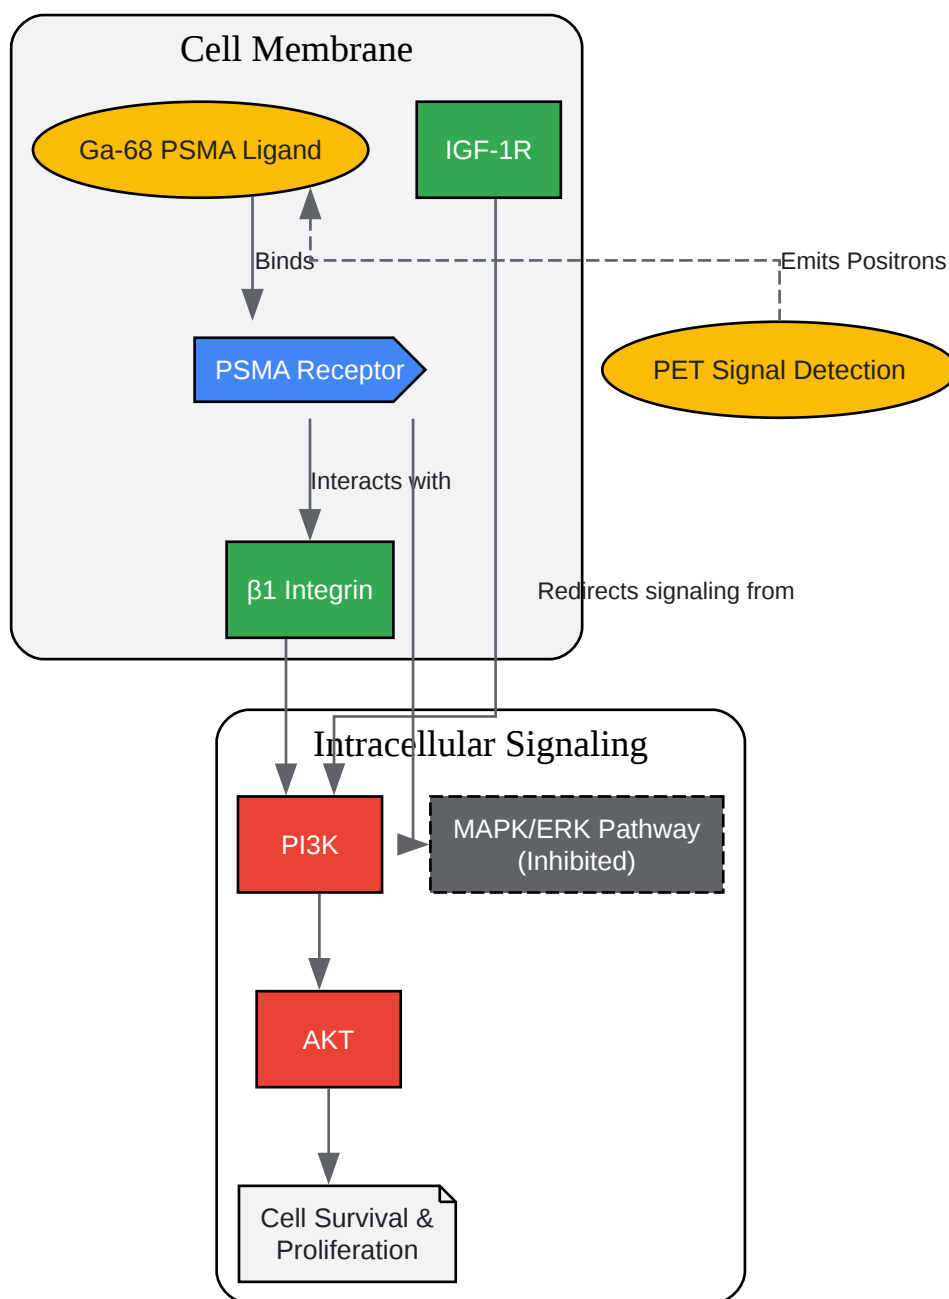 Cell Membrane
Ga-68 PSMA Ligand
IGF-1R
Binds
Emits Positrons
PSMA Receptor
PET Signal Detection
Interacts with
β1 Integrin
Redirects signaling from
Intracellular Signaling
PI3K
MAPK/ERK Pathway
(Inhibited)
AKT
Cell Survival &
Proliferation